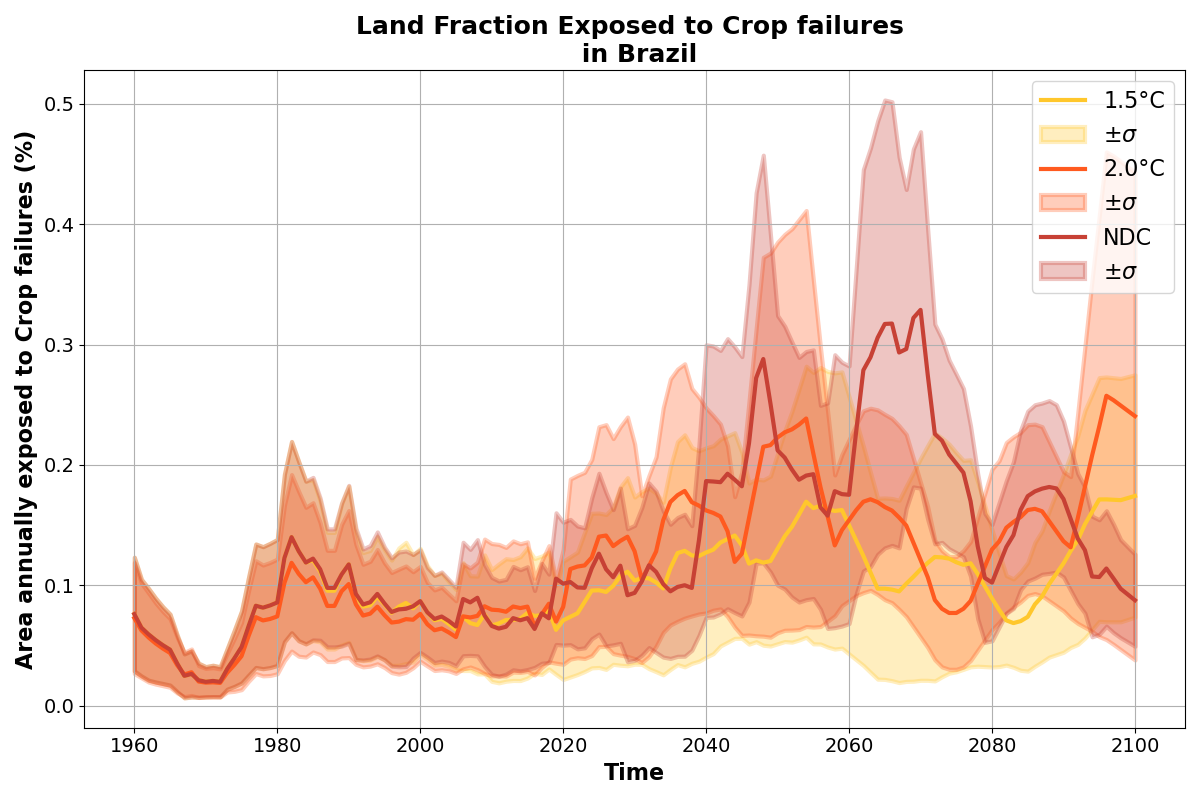 Land Fraction Exposed to Crop failures
in Brazil
Area annually exposed to Crop failures (%)
0.5
0.4
0.3
0.2
0.1
0.0
1960
1980
2000
2020
2040
2060
2080
2100
Time
1.5°C
±σ
2.0°C
±σ
NDC
±σ